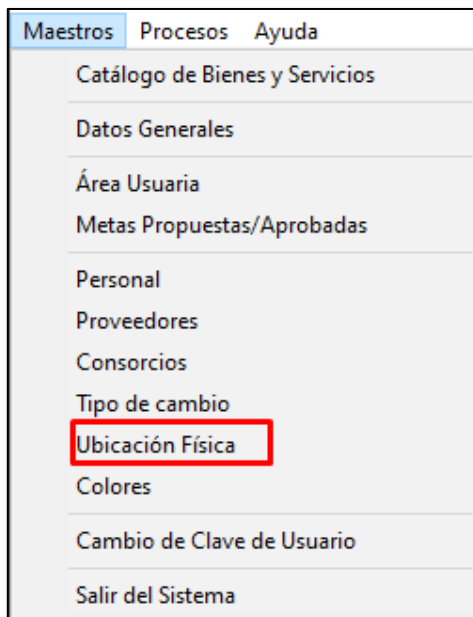 Maestros Procesos Ayuda
Catálogo de Bienes y Servicios
Datos Generales
Área Usuaria
Metas Propuestas/Aprobadas
Personal
Proveedores
Consorcios
Tipo de cambio
Ubicación Física
Colores
Cambio de Clave de Usuario
Salir del Sistema